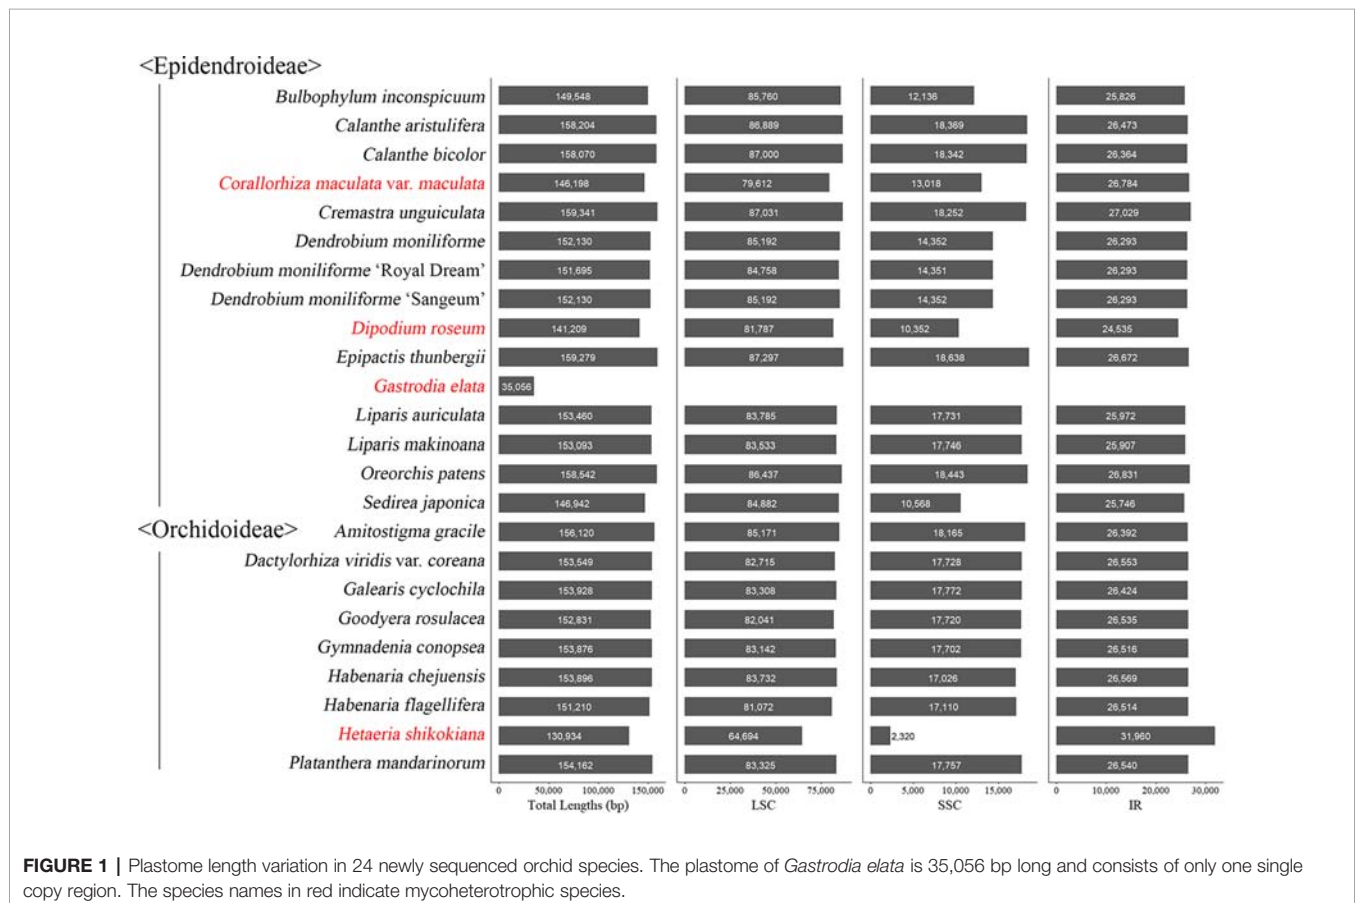 <Epidendroideae>
Bulbophylum inconspicuum 149,548 85,760 12,136 25,826
Calanthe aristulifera 158,204 86,889 18,369 26,473
Calanthe bicolor 158,070 87,000 18,342 26,364
Corallorhiza maculata var. maculata 146,198 79,612 13,018 26,784
Cremastra unguiculata 159,341 87,031 18,252 27,029
Dendrobium moniliforme 152,130 85,192 14,352 26,293
Dendrobium moniliforme ‘Royal Dream’ 151,695 84,758 14,351 26,293
Dendrobium moniliforme ‘Sangeum’ 152,130 85,192 14,352 26,293
Dipodium roseum 141,209 81,787 10,352 24,535
Epipactis thunbergii 159,279 87,297 18,638 26,672
Gastrodia elata 35,056
Liparis auriculata 153,460 83,785 17,731 25,972
Liparis makinoana 153,093 83,533 17,746 25,907
Oreorchis patens 158,542 86,437 18,443 26,831
Sedirea japonica 146,942 84,882 10,568 25,746
<Orchidoideae> Amitostigma gracile 156,120 85,171 18,165 26,392
Dactylorhiza viridis var. coreana 153,549 82,715 17,728 26,553
Galearis cyclochila 153,928 83,308 17,772 26,424
Goodyera rosulacea 152,831 82,041 17,720 26,535
Gymnadenia conopsea 153,876 83,142 17,702 26,516
Habenaria chejuensis 153,896 83,732 17,026 26,569
Habenaria flagellifera 151,210 81,072 17,110 26,514
Hetaeria shikokiana 130,934 64,694 2,320 31,960
Platanthera mandarinorum 154,162 83,325 17,757 26,540
0 50,000 100,000 150,000 0 25,000 50,000 75,000 0 5,000 10,000 15,000 0 10,000 20,000 30,000
Total Lengths (bp) LSC SSC IR
FIGURE 1 | Plastome length variation in 24 newly sequenced orchid species. The plastome of Gastrodia elata is 35,056 bp long and consists of only one single
copy region. The species names in red indicate mycoheterotrophic species.